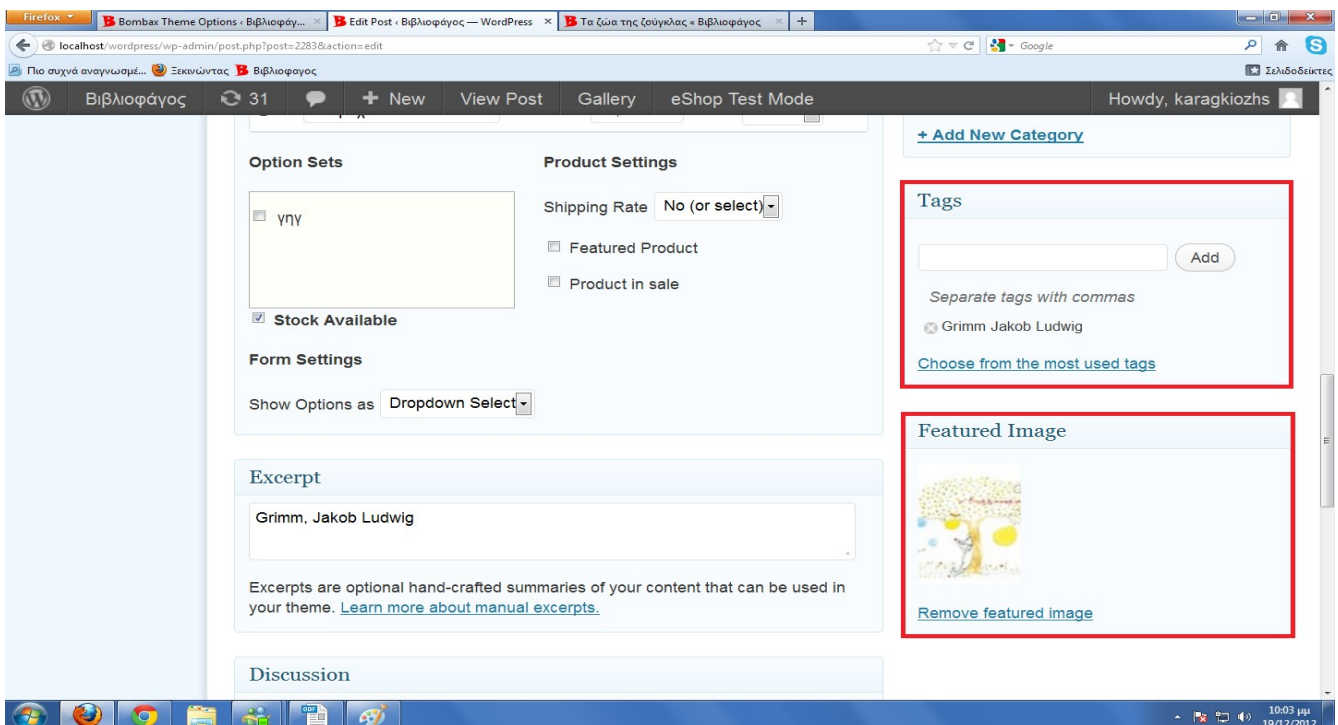 Firefox
Bombax Theme Options ‹ Βιβλιοφάγ...
Edit Post ‹ Βιβλιοφάγος — WordPress
Τα ζώα της ζούγκλας « Βιβλιοφάγος
localhost/wordpress/wp-admin/post.php?post=2283&action=edit
Google
Πιο συχνά αναγνωσμέ...
Ξεκινώντας
Βιβλιοφαγος
Σελιδοδείκτες
Βιβλιοφάγος 31 + New View Post Gallery eShop Test Mode Howdy, karagkiozhs
+ Add New Category
Option Sets
γηγ
Stock Available
Product Settings
Shipping Rate No (or select)
Featured Product
Product in sale
Form Settings
Show Options as Dropdown Select
Tags
Add
Separate tags with commas
Grimm Jakob Ludwig
Choose from the most used tags
Featured Image
Remove featured image
Excerpt
Grimm, Jakob Ludwig
Excerpts are optional hand-crafted summaries of your content that can be used in
your theme. Learn more about manual excerpts.
Discussion
10:03 μμ
19/12/2012